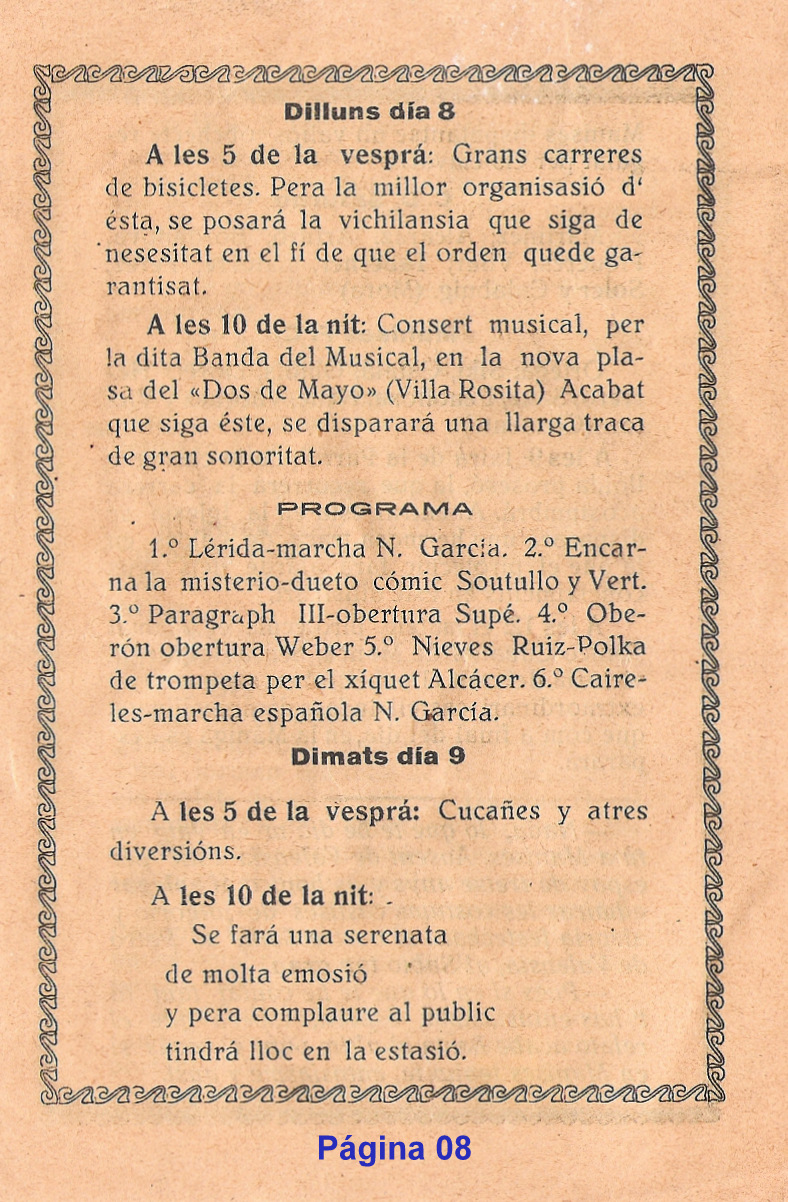 Dilluns día 8
A les 5 de la vesprá: Grans carreres
de bisicletes. Pera la millor organisasió d'
ésta, se posará la vichilansia que siga de
nesesitat en el fí de que el orden quede ga-
rantisat.
A les 10 de la nit: Consert musical, per
la dita Banda del Musical, en la nova pla-
sa del «Dos de Mayo» (Villa Rosita) Acabat
que siga éste, se disparará una llarga traca
de gran sonoritat.
PROGRAMA
1.º Lérida-marcha N. García. 2.º Encar-
na la misterio-dueto cómic Soutullo y Vert.
3.º Paragraph III-obertura Supé. 4.º Obe-
rón obertura Weber 5.º Nieves Ruiz-Polka
de trompeta per el xíquet Alcácer. 6.º Caire-
les-marcha española N. García.
Dimats día 9
A les 5 de la vesprá: Cucañes y atres
diversións.
A les 10 de la nit: .
Se fará una serenata
de molta emosió
y pera complaure al public
tindrá lloc en la estasió.
Página 08